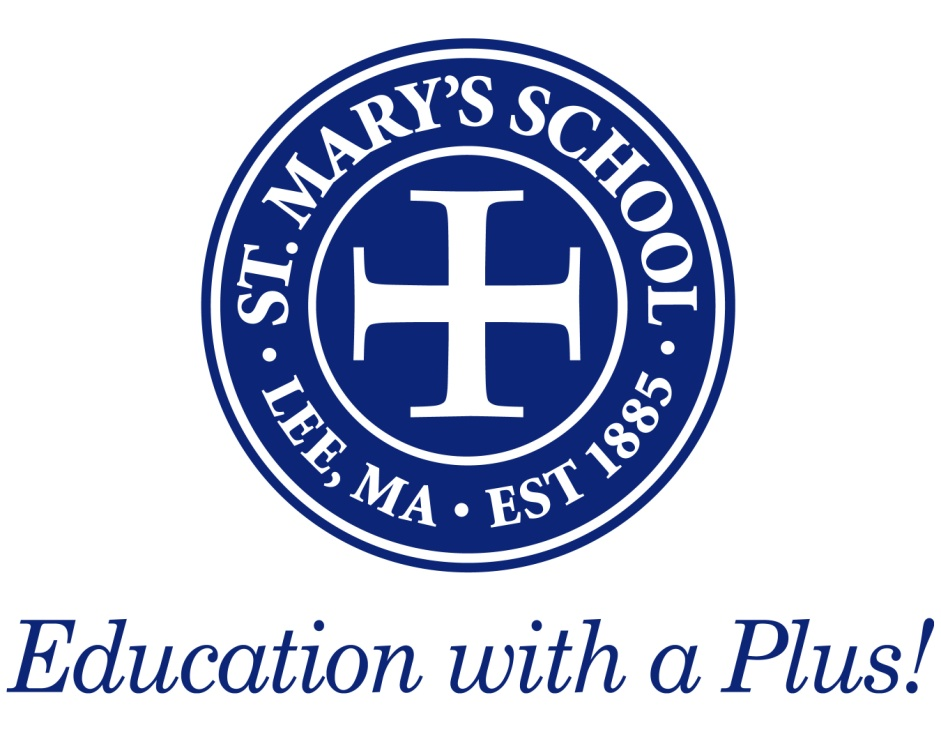 ST. MARY'S SCHOOL
• LEE, MA • EST 1885 •
Education with a Plus!